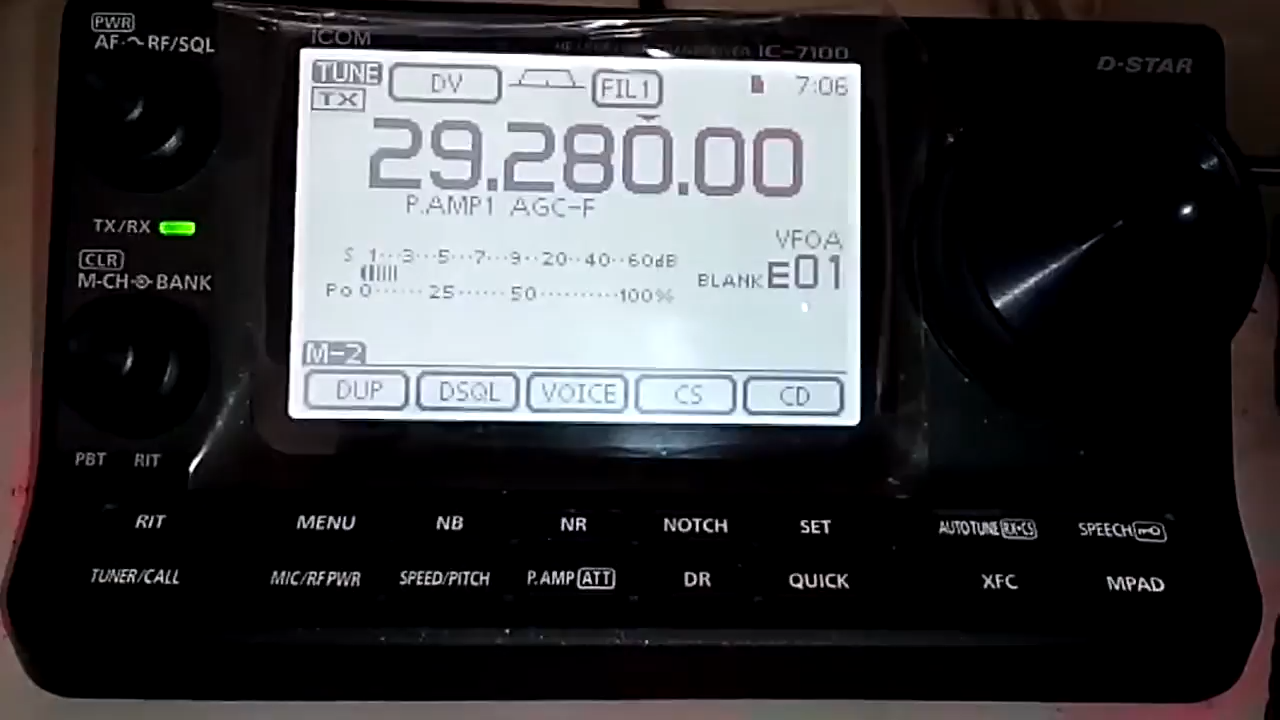 PWR
AF RF/SQL
ICOM
IC-7100
D-STAR
TUNE DV FIL1 7:06
TX
29.280.00
P.AMP1 AGC-F
TX/RX
VFOA
S 1···3···5···7···9··20··40··60dB
BLANK E01
Po 0······25······50··········100%
CLR
M-CH BANK
M-2
DUP DSQL VOICE CS CD
PBT RIT
RIT MENU NB NR NOTCH SET AUTO TUNE RX•CS SPEECH
TUNER/CALL MIC/RF PWR SPEED/PITCH P.AMP ATT DR QUICK XFC MPAD